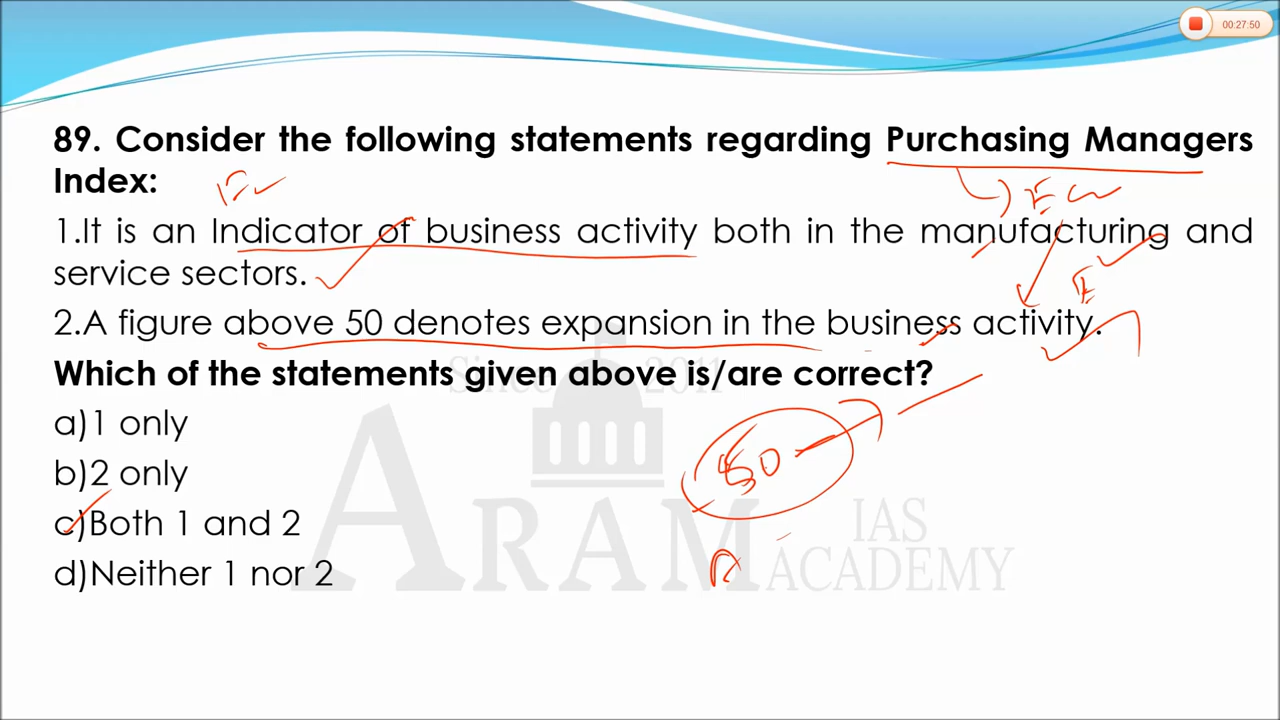 00:27:50
89. Consider the following statements regarding Purchasing Managers
Index:
1.It is an Indicator of business activity both in the manufacturing and
service sectors.
2.A figure above 50 denotes expansion in the business activity.
Which of the statements given above is/are correct?
Since 2011
a)1 only
b)2 only
50
c)Both 1 and 2
d)Neither 1 nor 2
ARAM IAS
ACADEMY